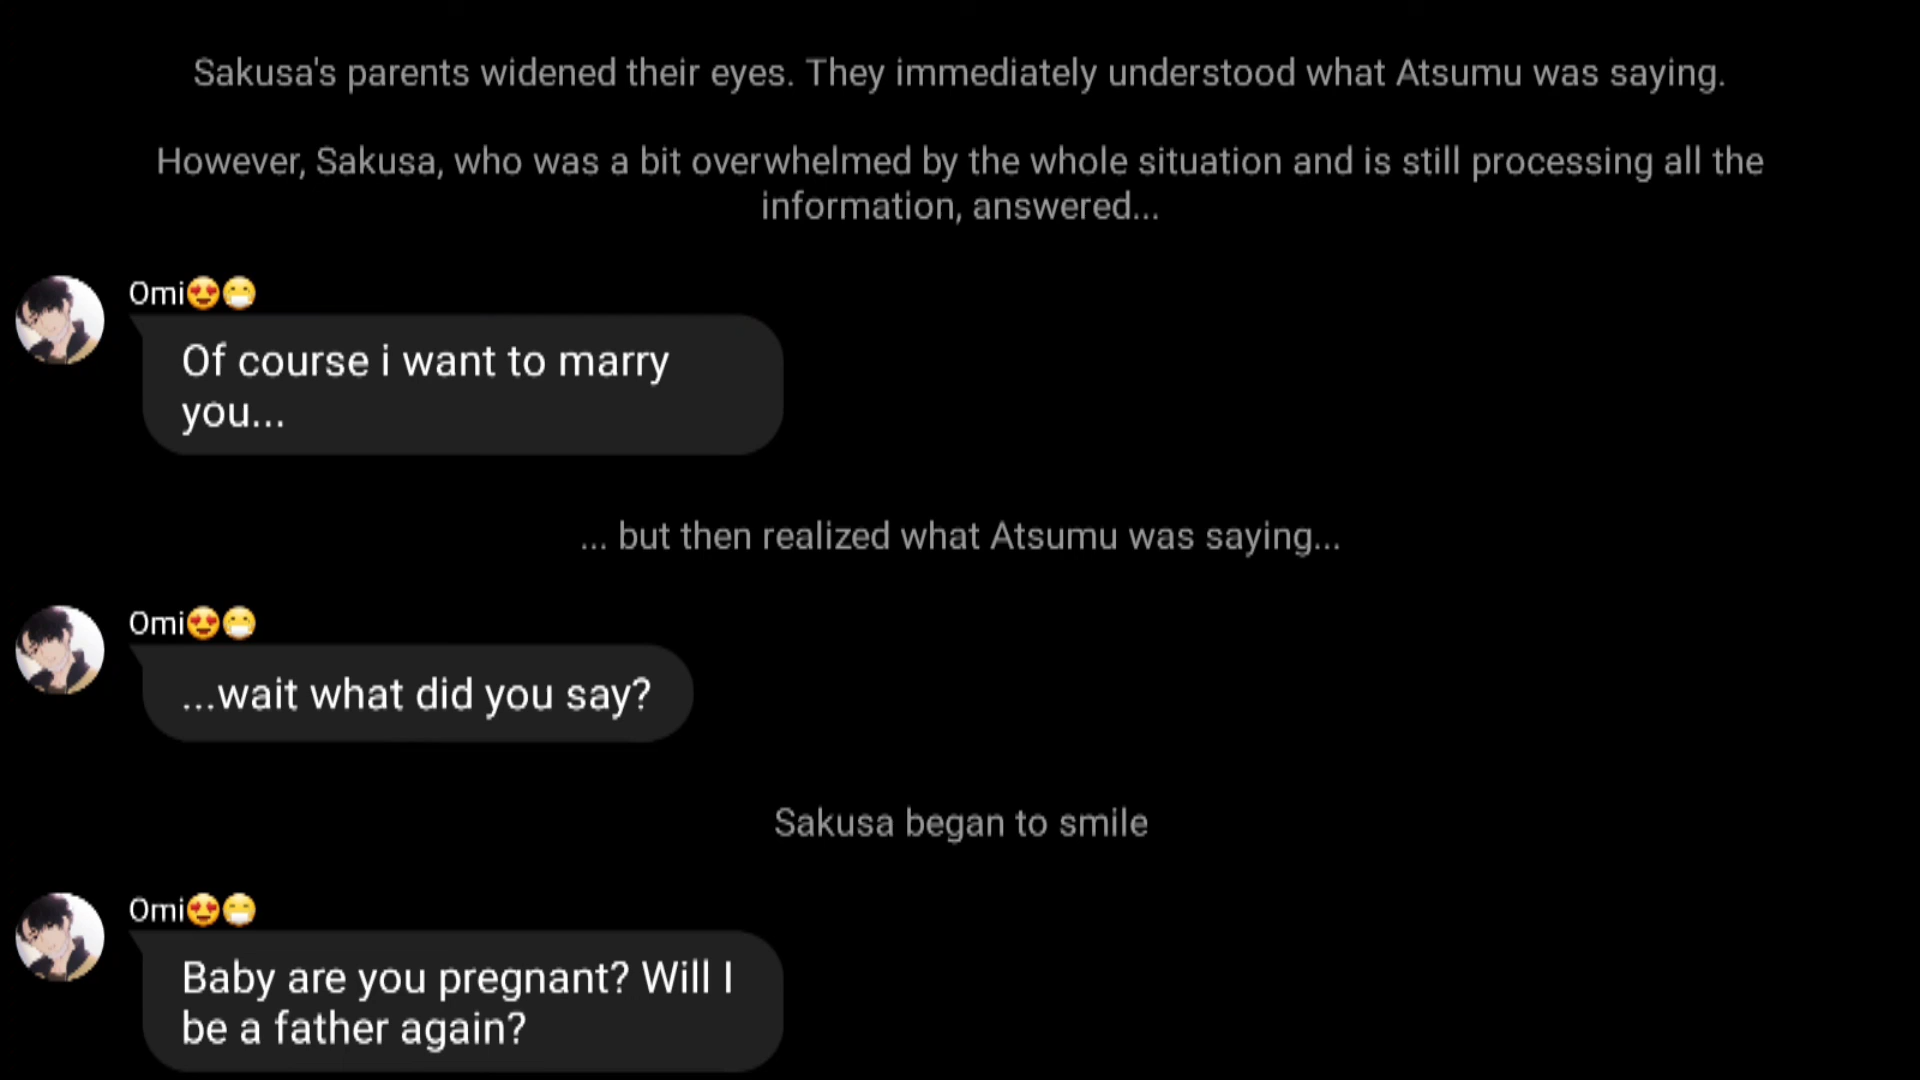 Sakusa's parents widened their eyes. They immediately understood what Atsumu was saying.
However, Sakusa, who was a bit overwhelmed by the whole situation and is still processing all the
information, answered...
Omi😍😷
Of course i want to marry
you...
... but then realized what Atsumu was saying...
Omi😍😷
...wait what did you say?
Sakusa began to smile
Omi😍😷
Baby are you pregnant? Will I
be a father again?